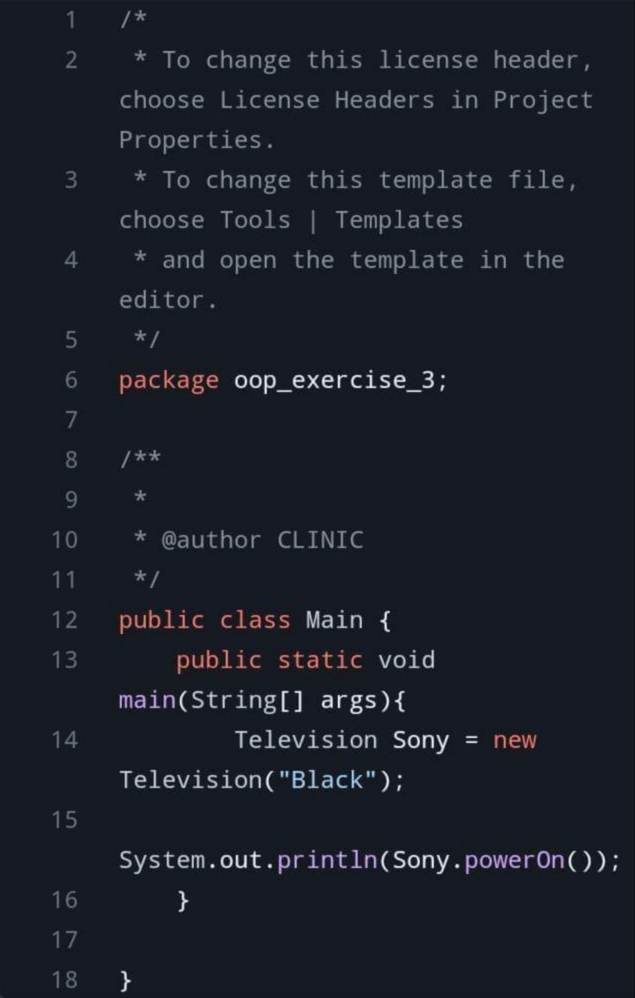 1 /*
2  * To change this license header,
choose License Headers in Project
Properties.
3  * To change this template file,
choose Tools | Templates
4  * and open the template in the
editor.
5  */
6 package oop_exercise_3;
7
8 /**
9  *
10  * @author CLINIC
11  */
12 public class Main {
13     public static void
main(String[] args){
14         Television Sony = new
Television("Black");
15
System.out.println(Sony.powerOn());
16     }
17
18 }